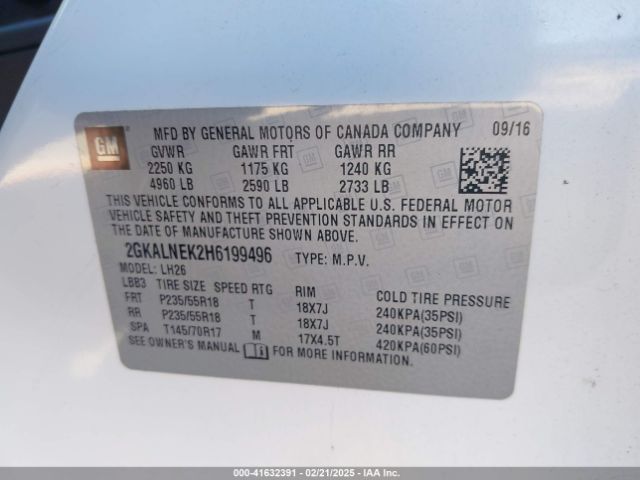 GM
MFD BY GENERAL MOTORS OF CANADA COMPANY 09/16
GVWR GAWR FRT GAWR RR
2250 KG 1175 KG 1240 KG
4960 LB 2590 LB 2733 LB
THIS VEHICLE CONFORMS TO ALL APPLICABLE U.S. FEDERAL MOTOR
VEHICLE SAFETY AND THEFT PREVENTION STANDARDS IN EFFECT ON
THE DATE OF MANUFACTURE SHOWN ABOVE.
2GKALNEK2H6199496 TYPE: M.P.V.
MODEL: LH26
LBB3 TIRE SIZE SPEED RTG RIM COLD TIRE PRESSURE
FRT P235/55R18 T 18X7J 240KPA(35PSI)
RR P235/55R18 T 18X7J 240KPA(35PSI)
SPA T145/70R17 M 17X4.5T 420KPA(60PSI)
SEE OWNER'S MANUAL FOR MORE INFORMATION.
000-41632391 - 02/21/2025 - IAA Inc.